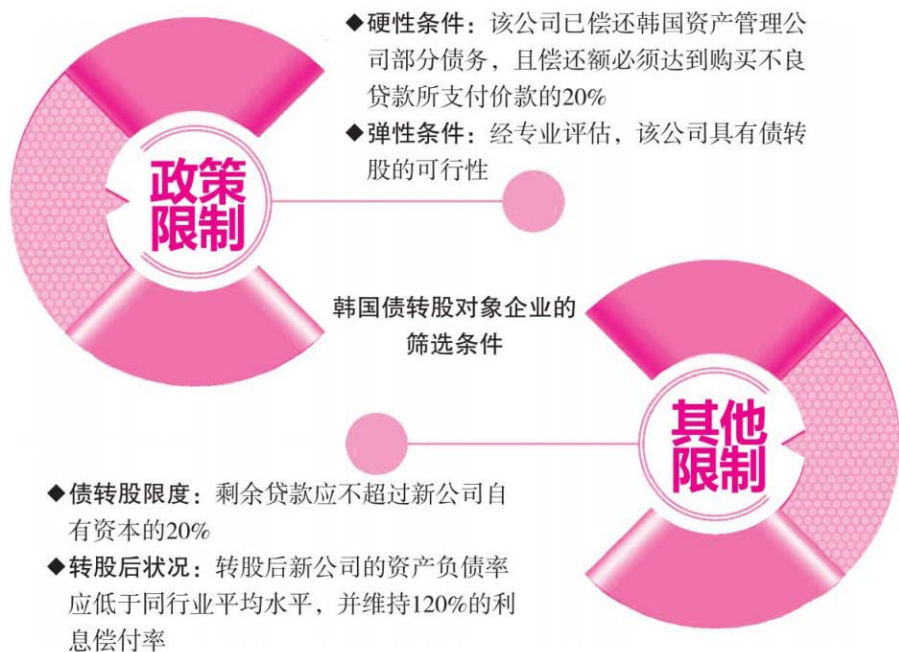 ◆硬性条件：该公司已偿还韩国资产管理公
司部分债务，且偿还额必须达到购买不良
贷款所支付价款的20%
◆弹性条件：经专业评估，该公司具有债转
股的可行性
政策
限制
韩国债转股对象企业的
筛选条件
其他
限制
◆债转股限度：剩余贷款应不超过新公司自
有资本的20%
◆转股后状况：转股后新公司的资产负债率
应低于同行业平均水平，并维持120%的利
息偿付率